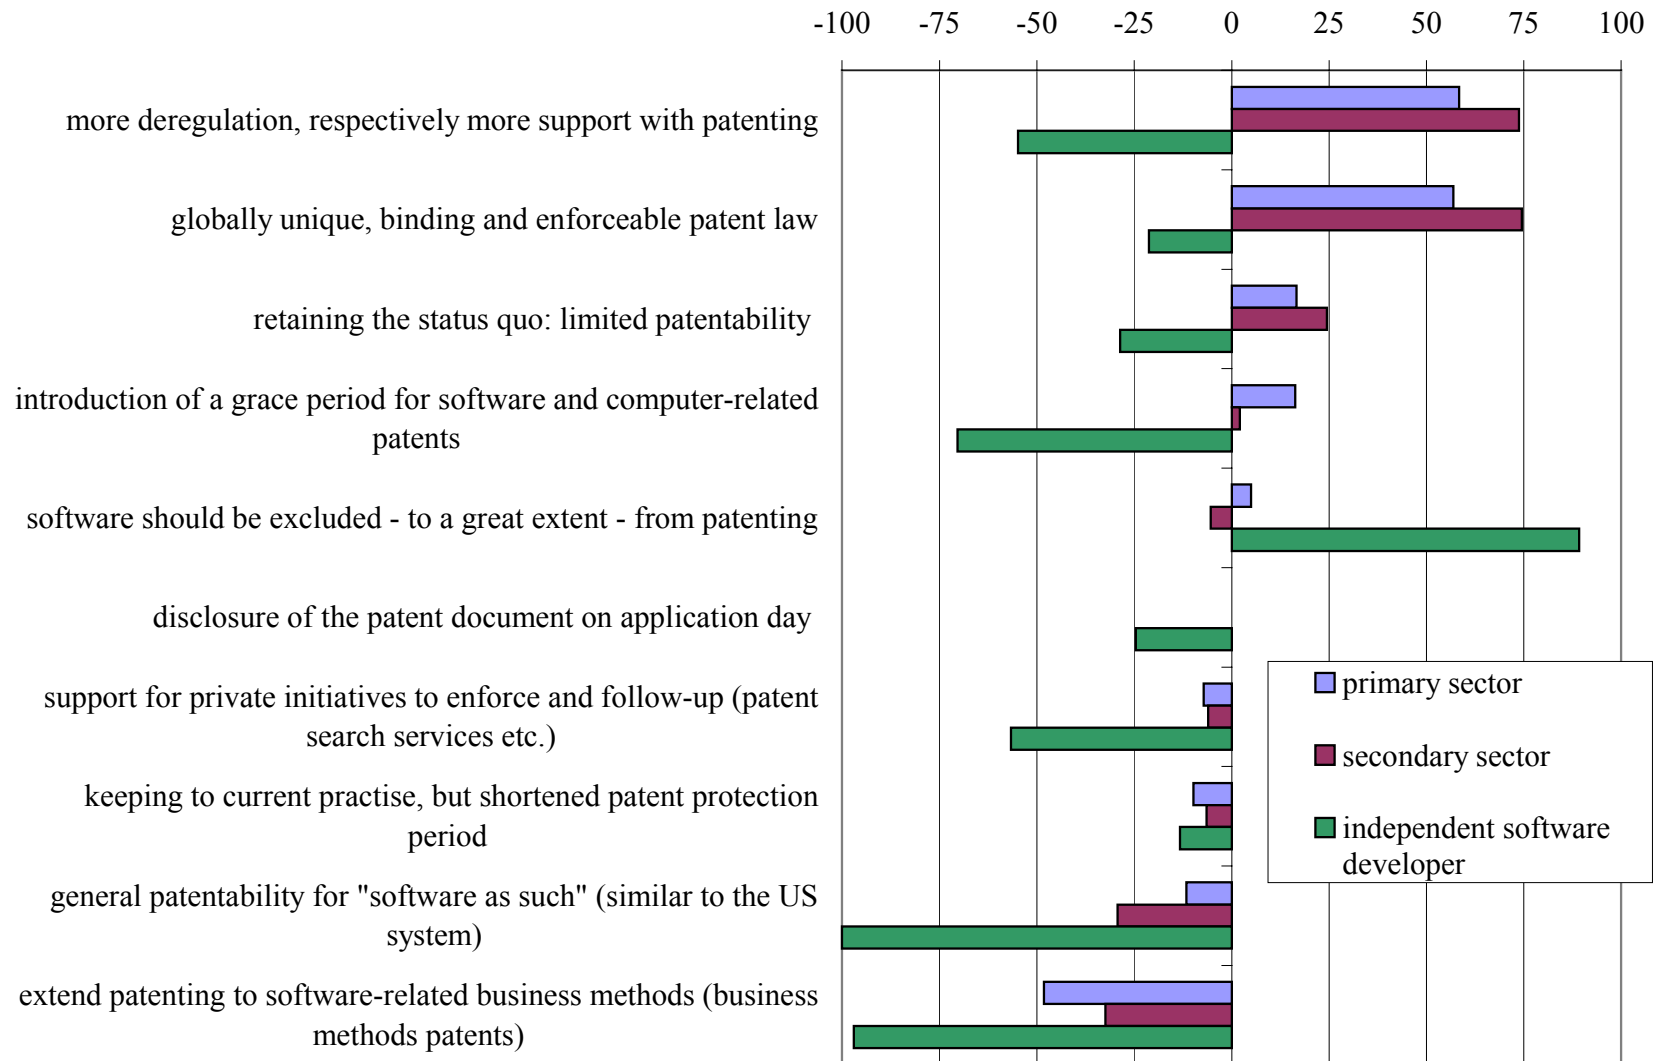 -100 -75 -50 -25 0 25 50 75 100
more deregulation, respectively more support with patenting
globally unique, binding and enforceable patent law
retaining the status quo: limited patentability
introduction of a grace period for software and computer-related
patents
software should be excluded - to a great extent - from patenting
disclosure of the patent document on application day
support for private initiatives to enforce and follow-up (patent
search services etc.)
keeping to current practise, but shortened patent protection
period
general patentability for "software as such" (similar to the US
system)
extend patenting to software-related business methods (business
methods patents)
primary sector
secondary sector
independent software
developer